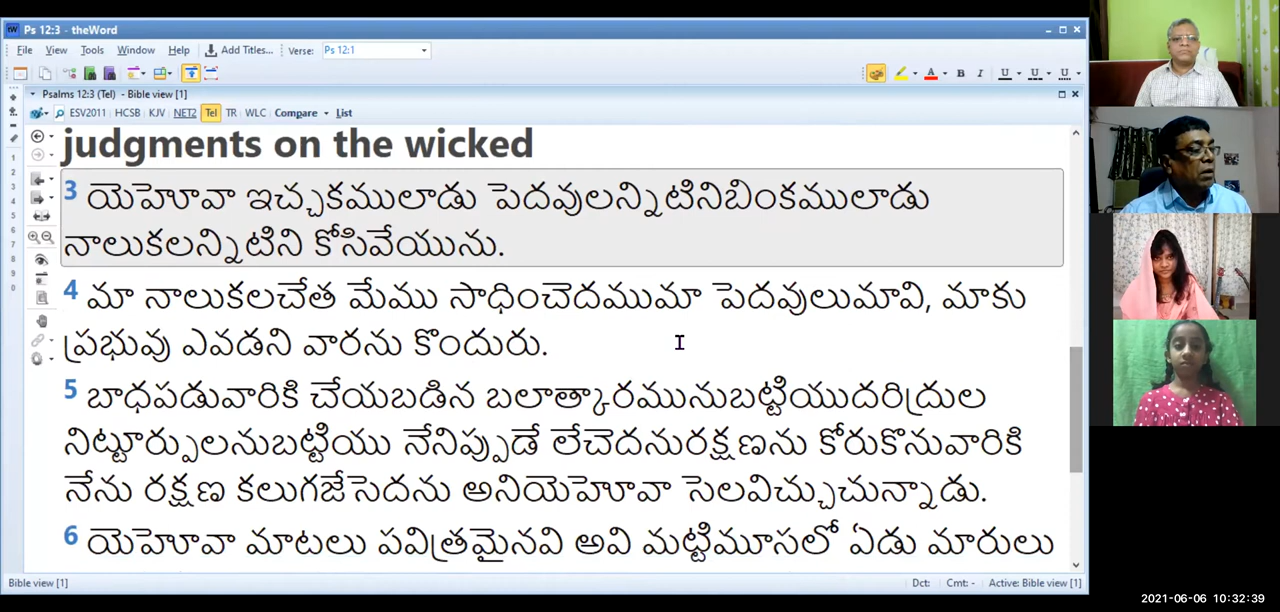 Ps 12:3 - theWord
File View Tools Window Help Add Titles... Verse: Ps 12:1
B I U U U
Psalms 12:3 (Tel) - Bible view [1]
ESV2011 HCSB KJV NET2 Tel TR WLC Compare List
judgments on the wicked
3 యెహోవా ఇచ్చకములాడు పెదవులన్నిటినిబింకములాడు
నాలుకలన్నిటిని కోసివేయును.
4 మా నాలుకలచేత మేము సాధించెదముమా పెదవులుమావి, మాకు
ప్రభువు ఎవడని వారను కొందురు.
5 బాధపడువారికి చేయబడిన బలాత్కారమునుబట్టియుదరిద్రుల
నిట్టూర్పులనుబట్టియు నేనిప్పుడే లేచెదనురక్షణను కోరుకొనువారికి
నేను రక్షణ కలుగజేసెదను అనియెహోవా సెలవిచ్చుచున్నాడు.
6 యెహోవా మాటలు పవిత్రమైనవి అవి మట్టిమూసలో ఏడు మారులు
Bible view [1] Dct: Cmt: - Active: Bible view [1]
2021-06-06 10:32:39